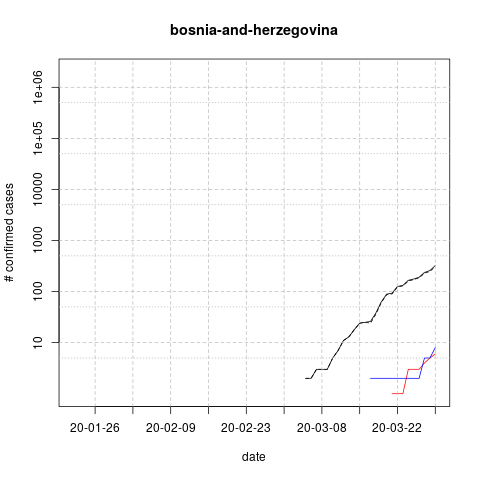 bosnia-and-herzegovina
# confirmed cases
1e+06
1e+05
10000
1000
100
10
20-01-26 20-02-09 20-02-23 20-03-08 20-03-22
date